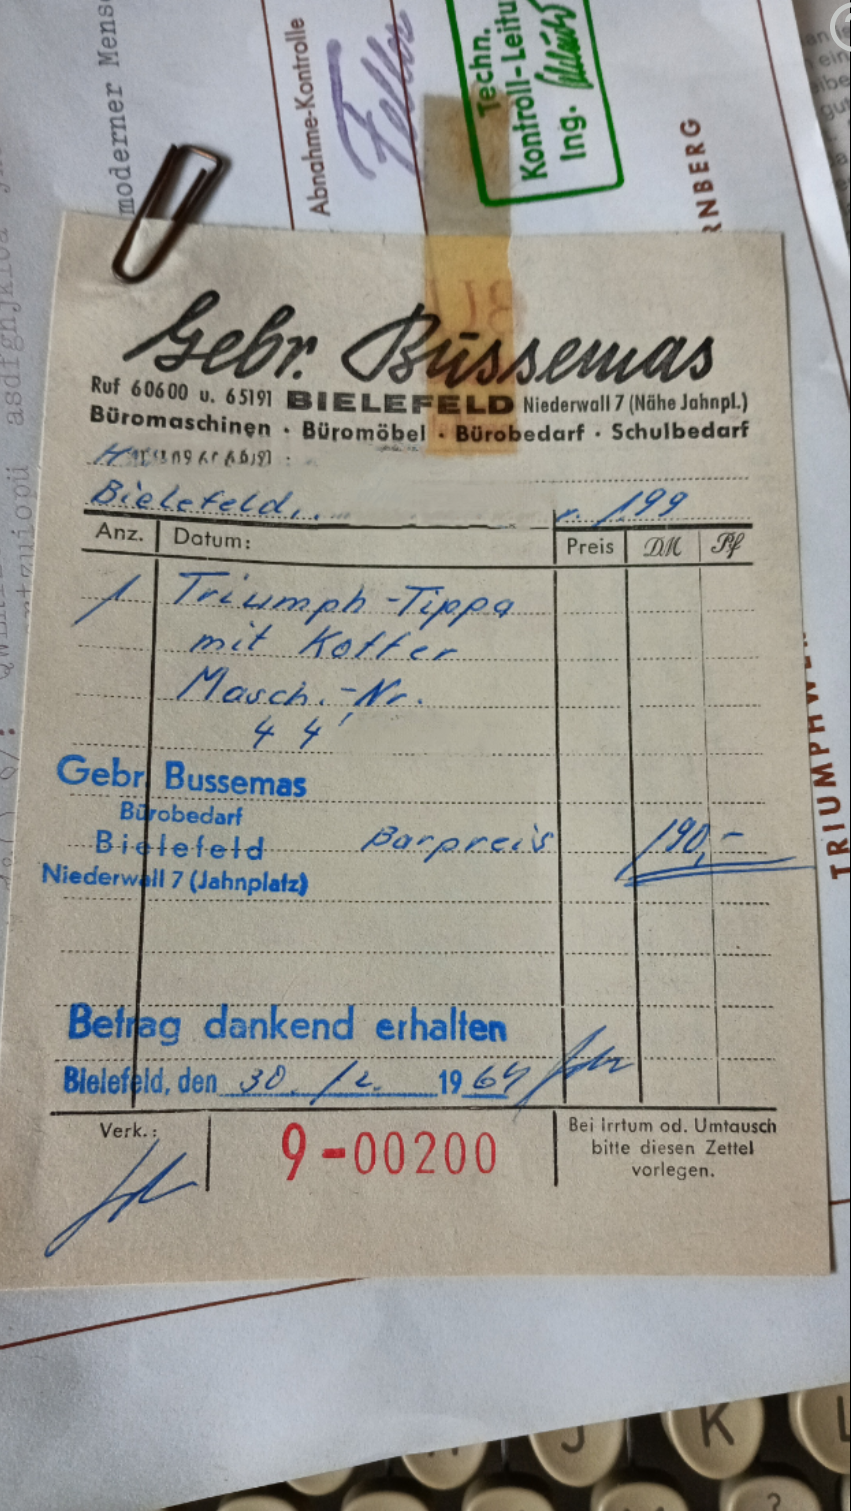 moderner Mens
Abnahme-Kontrolle
Techn.
Kontroll-Leitu
Ing.
RNBERG
Gebr. Bussemas
Ruf 60600 u. 65191 BIELEFELD Niederwall 7 (Nähe Jahnpl.)
Büromaschinen · Büromöbel · Bürobedarf · Schulbedarf
Bielefeld,
199
Anz. Datum: Preis DM Pf
1 Triumph-Tippa
mit Koffer
Masch.-Nr.
4 4
Gebr. Bussemas
Bürobedarf
Bielefeld Barpreis 190,-
Niederwall 7 (Jahnplatz)
Betrag dankend erhalten
Bielefeld, den 30. 12. 1964
Verk.: 9-00200 Bei Irrtum od. Umtausch
bitte diesen Zettel
vorlegen.
TRIUMPHWE
J K L